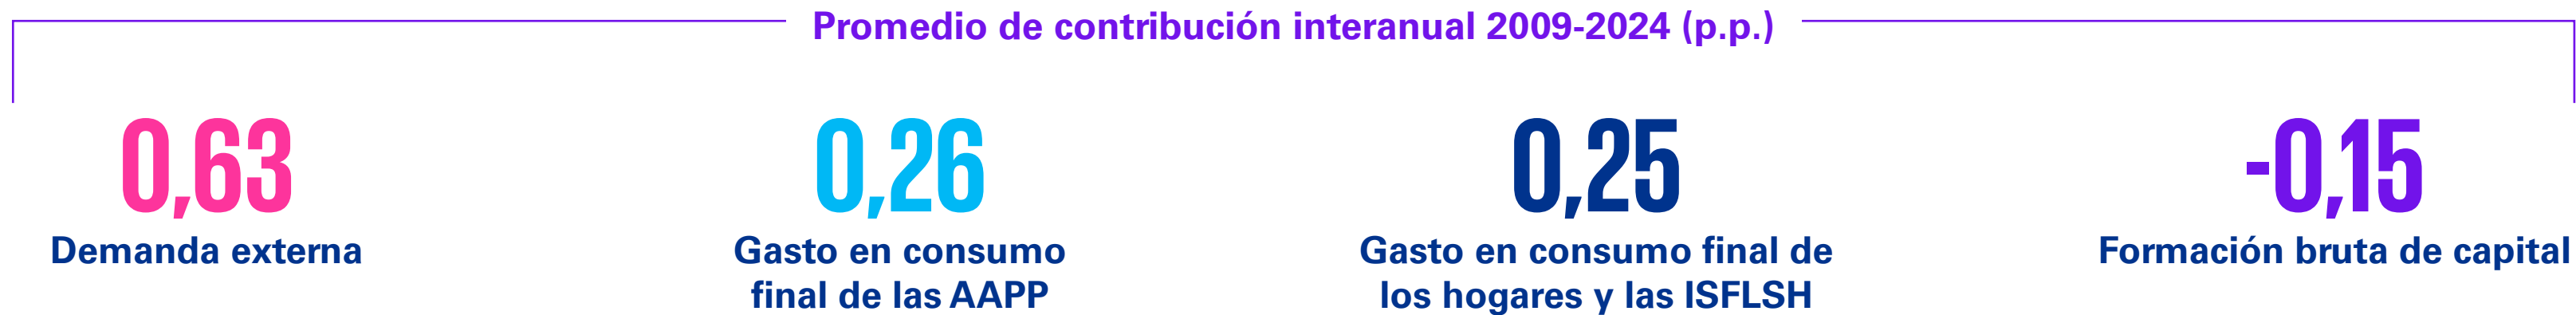 Promedio de contribución interanual 2009-2024 (p.p.)
0,63
Demanda externa
0,26
Gasto en consumo
final de las AAPP
0,25
Gasto en consumo final de
los hogares y las ISFLSH
-0,15
Formación bruta de capital